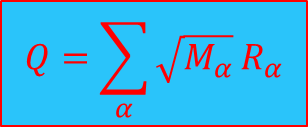 Q = ∑_α √M_α R_α